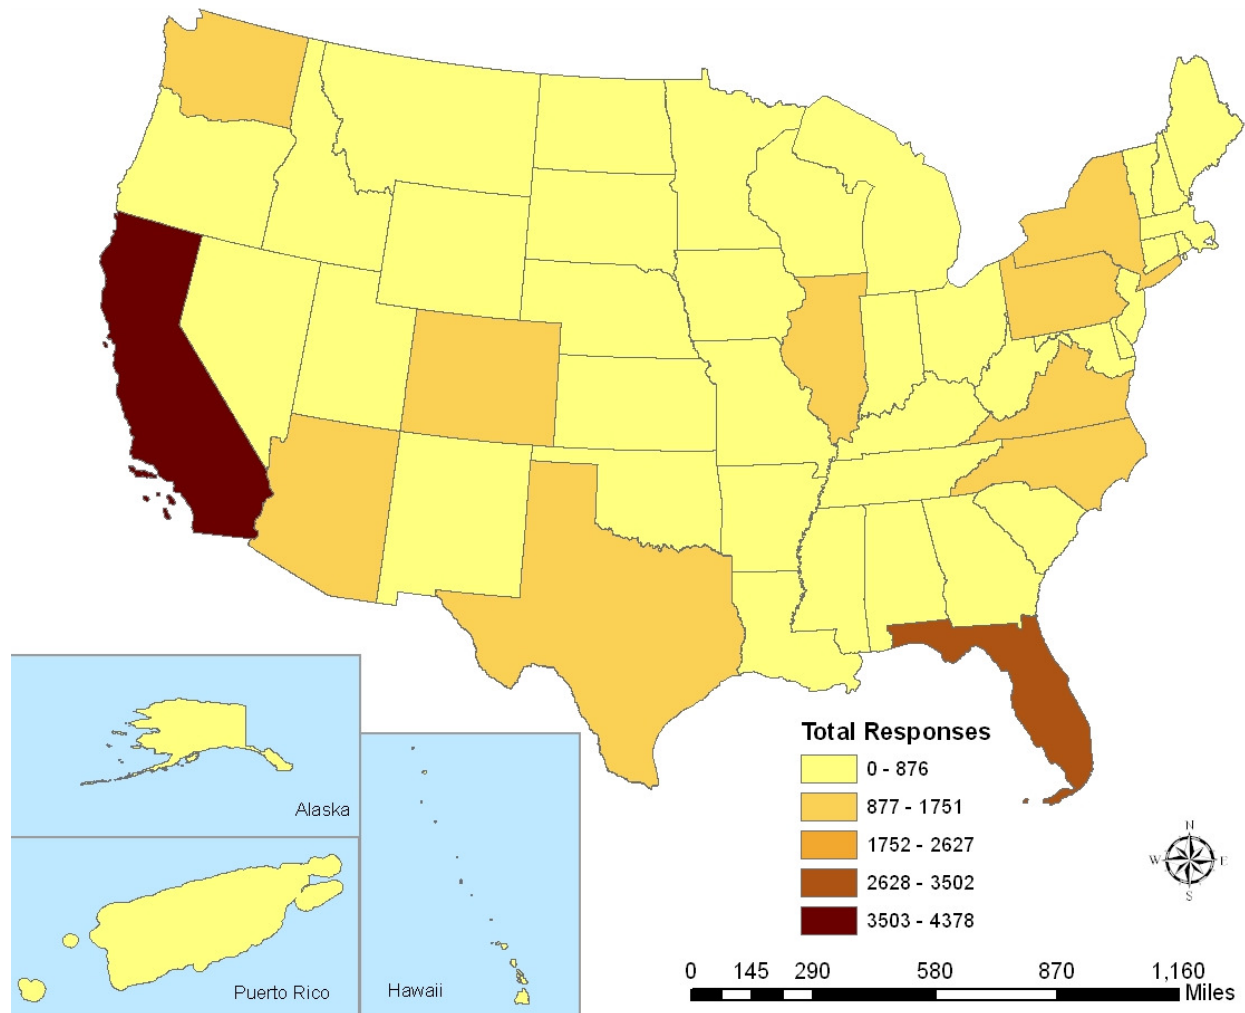 Total Responses
0 - 876
877 - 1751
1752 - 2627
2628 - 3502
3503 - 4378
Alaska
Puerto Rico
Hawaii
N
W E
S
0 145 290 580 870 1,160
Miles